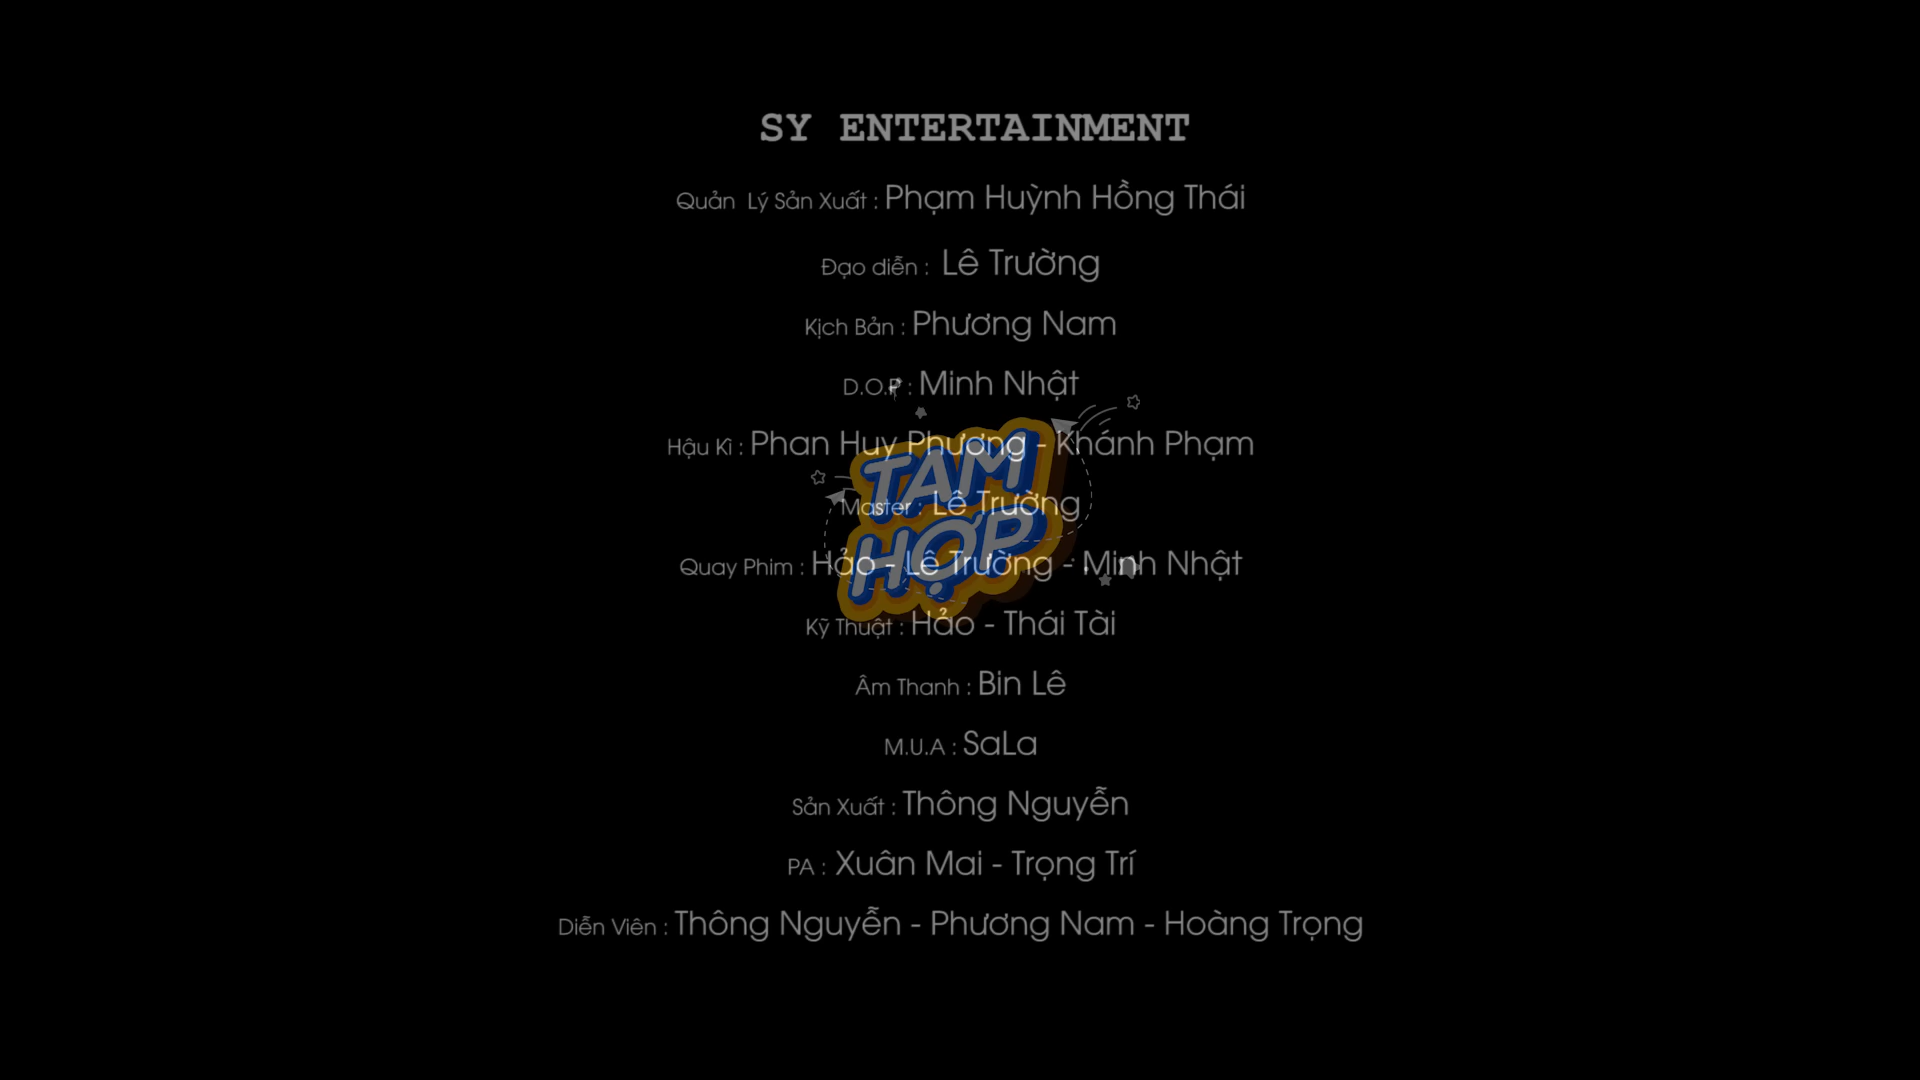 SY ENTERTAINMENT
Quản Lý Sản Xuất : Phạm Huỳnh Hồng Thái
Đạo diễn : Lê Trường
Kịch Bản : Phương Nam
D.O.P : Minh Nhật
Hậu Kì : Phan Huy Phương - Khánh Phạm
TAM
Master : Lê Trường
HỢP
Quay Phim : Hảo - Lê Trường - Minh Nhật
Kỹ Thuật : Hảo - Thái Tài
Âm Thanh : Bin Lê
M.U.A : SaLa
Sản Xuất : Thông Nguyễn
PA : Xuân Mai - Trọng Trí
Diễn Viên : Thông Nguyễn - Phương Nam - Hoàng Trọng